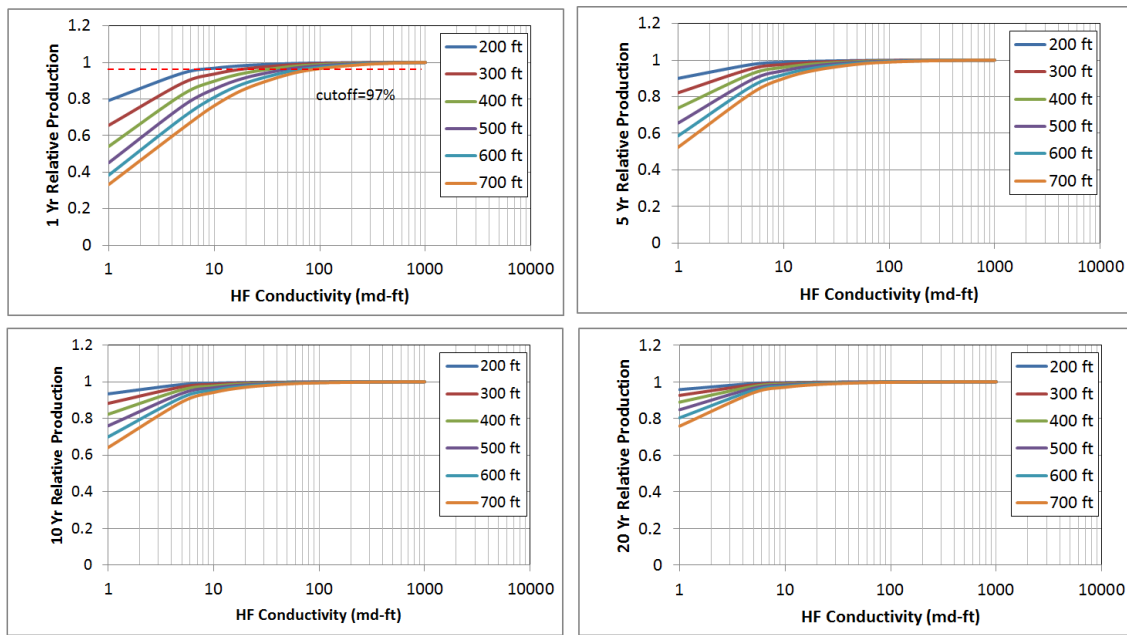 1 Yr Relative Production
1.2
1
0.8
0.6
0.4
0.2
0
cutoff=97%
200 ft
300 ft
400 ft
500 ft
600 ft
700 ft
1 10 100 1000 10000
HF Conductivity (md-ft)
5 Yr Relative Production
1.2
1
0.8
0.6
0.4
0.2
0
200 ft
300 ft
400 ft
500 ft
600 ft
700 ft
1 10 100 1000 10000
HF Conductivity (md-ft)
10 Yr Relative Production
1.2
1
0.8
0.6
0.4
0.2
0
200 ft
300 ft
400 ft
500 ft
600 ft
700 ft
1 10 100 1000 10000
HF Conductivity (md-ft)
20 Yr Relative Production
1.2
1
0.8
0.6
0.4
0.2
0
200 ft
300 ft
400 ft
500 ft
600 ft
700 ft
1 10 100 1000 10000
HF Conductivity (md-ft)